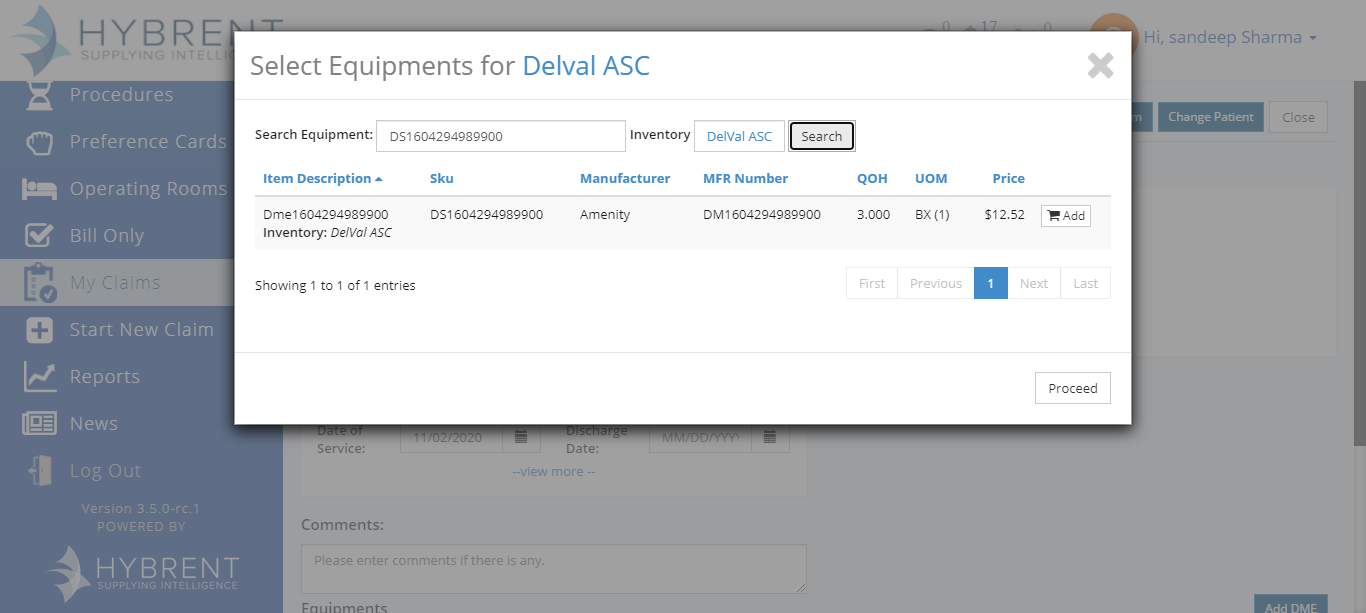 HYBRENT
SUPPLYING INTELLIG
0 17 0
Hi, sandeep Sharma
Select Equipments for Delval ASC
Procedures
Preference Cards
Operating Rooms
Bill Only
My Claims
Start New Claim
Reports
News
Log Out
Version 3.5.0-rc.1
POWERED BY
HYBRENT
SUPPLYING INTELLIGENCE
Change Patient
Close
Search Equipment: DS1604294989900 Inventory DelVal ASC Search
Item Description Sku Manufacturer MFR Number QOH UOM Price
Dme1604294989900 DS1604294989900 Amenity DM1604294989900 3.000 BX (1) $12.52 Add
Inventory: DelVal ASC
Showing 1 to 1 of 1 entries
First Previous 1 Next Last
Proceed
Date of Service: 11/02/2020 Discharge Date: MM/DD/YYYY
--view more --
Comments:
Please enter comments if there is any.
Equipments
Add DME